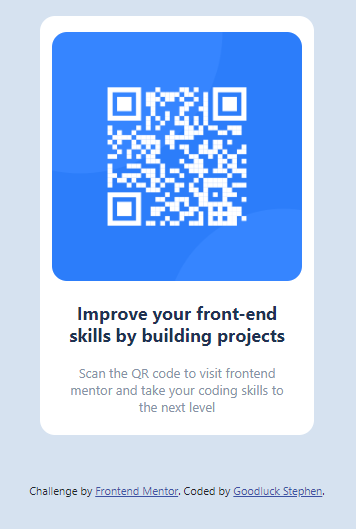 Improve your front-end
skills by building projects
Scan the QR code to visit frontend
mentor and take your coding skills to
the next level
Challenge by Frontend Mentor. Coded by Goodluck Stephen.